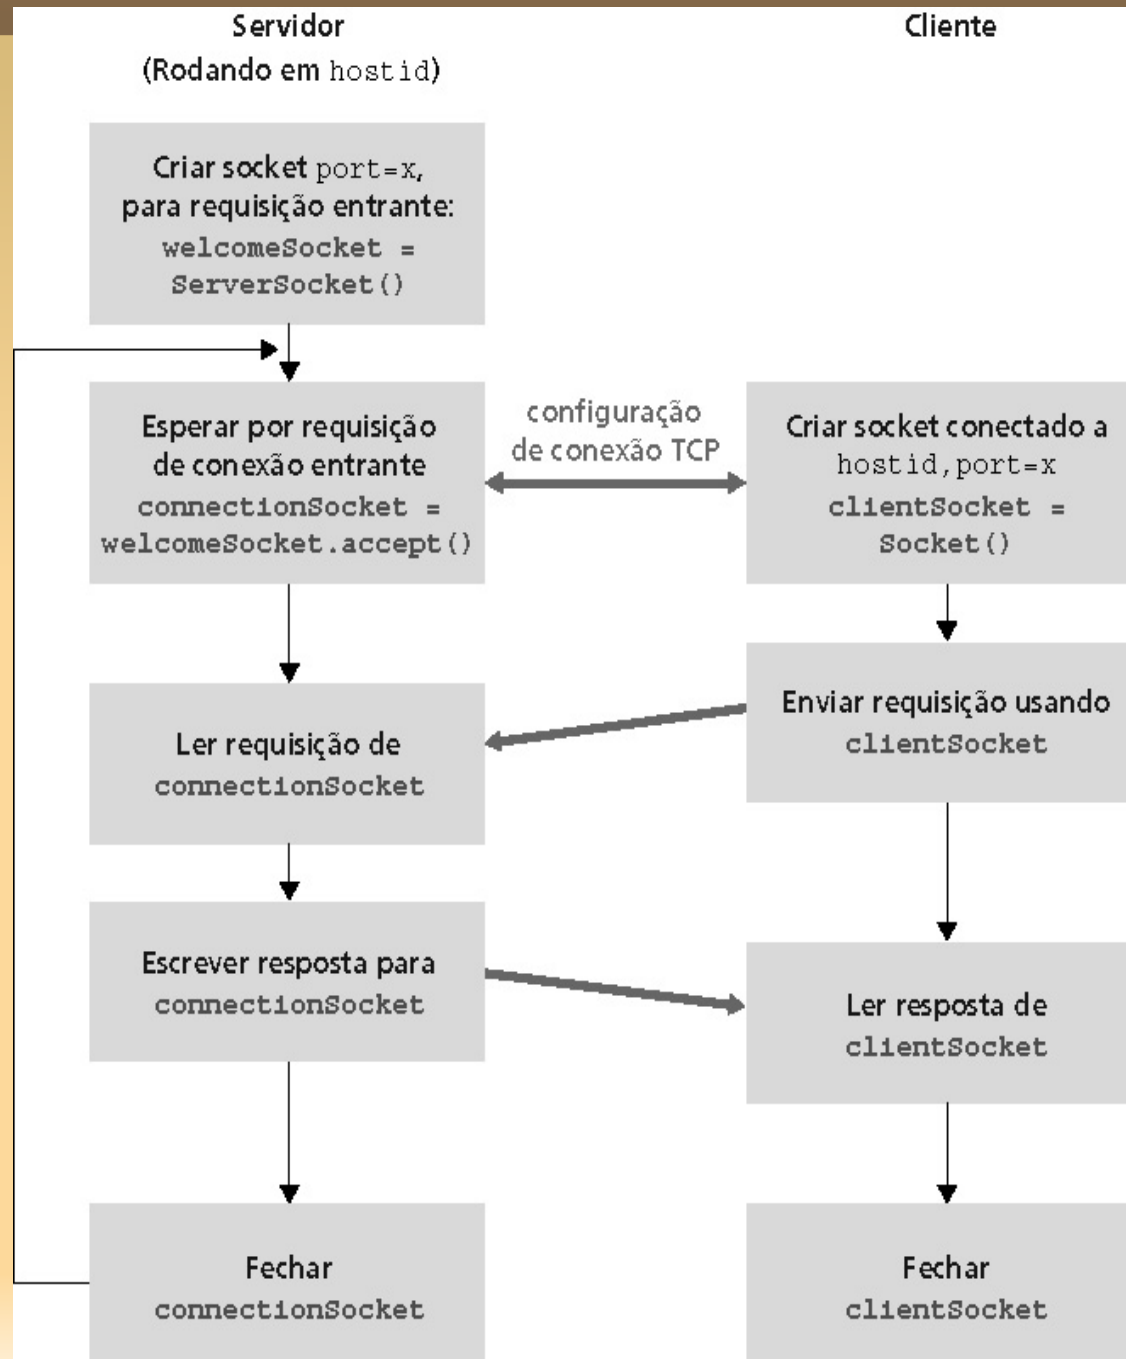 Servidor
(Rodando em hostid)
Cliente
Criar socket port=x,
para requisição entrante:
welcomeSocket =
ServerSocket()
Esperar por requisição
de conexão entrante
connectionSocket =
welcomeSocket.accept()
configuração
de conexão TCP
Criar socket conectado a
hostid,port=x
clientSocket =
Socket()
Enviar requisição usando
clientSocket
Ler requisição de
connectionSocket
Escrever resposta para
connectionSocket
Ler resposta de
clientSocket
Fechar
connectionSocket
Fechar
clientSocket